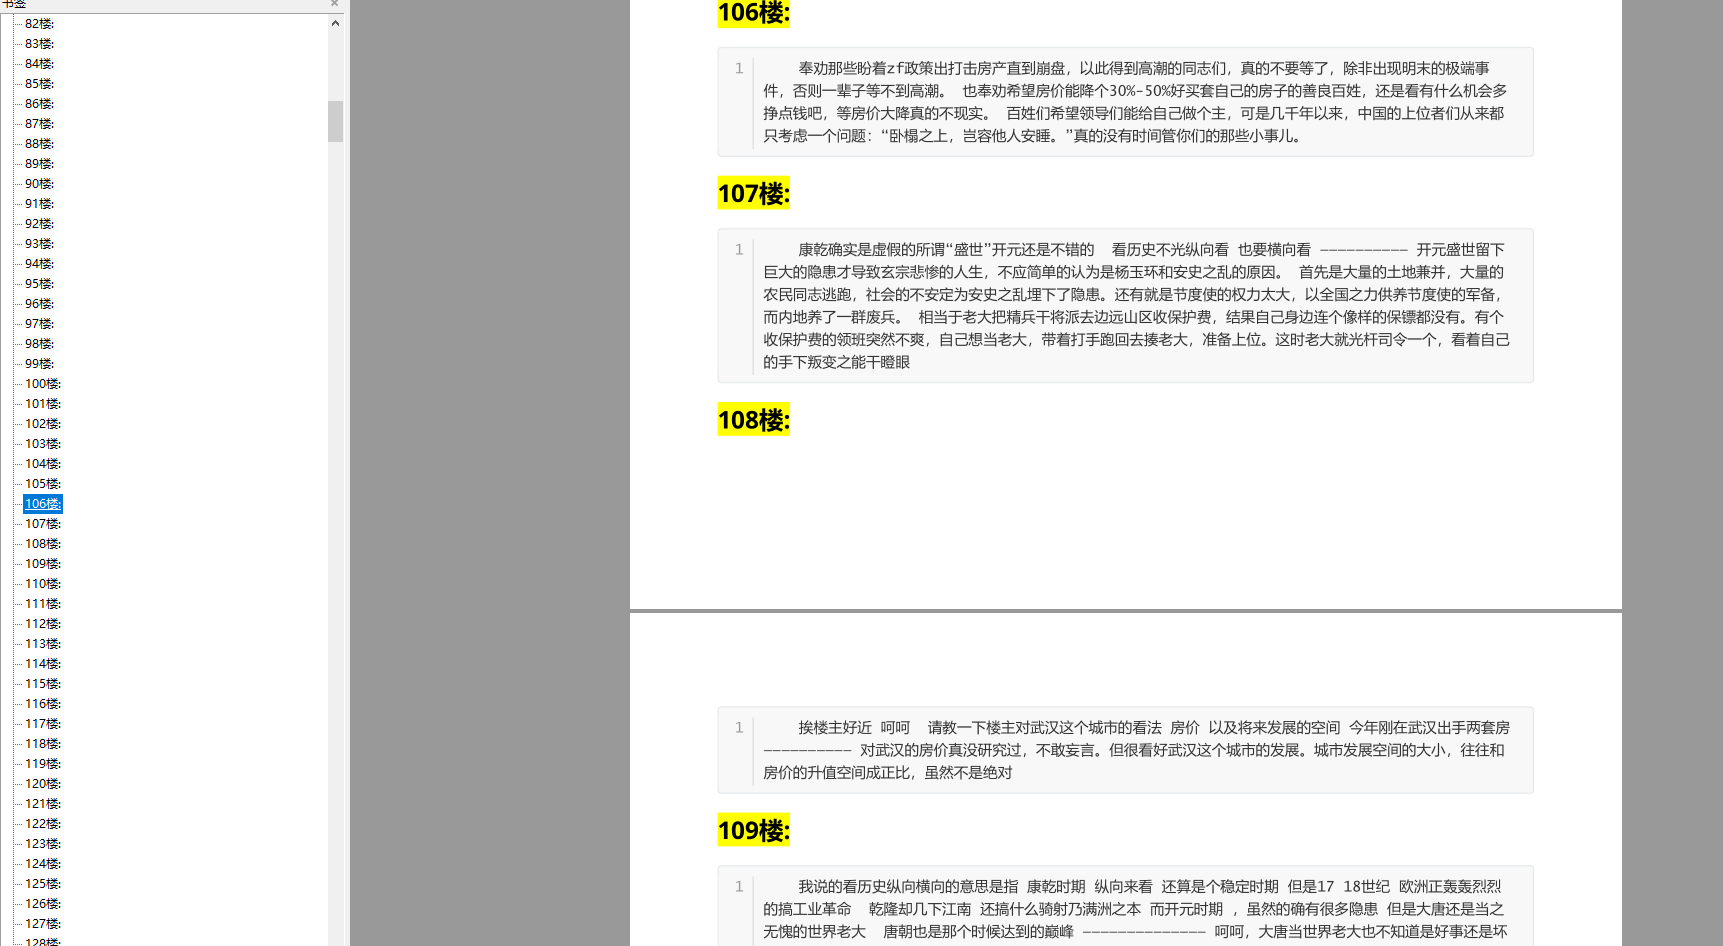 书签
82楼:
83楼:
84楼:
85楼:
86楼:
87楼:
88楼:
89楼:
90楼:
91楼:
92楼:
93楼:
94楼:
95楼:
96楼:
97楼:
98楼:
99楼:
100楼:
101楼:
102楼:
103楼:
104楼:
105楼:
106楼:
107楼:
108楼:
109楼:
110楼:
111楼:
112楼:
113楼:
114楼:
115楼:
116楼:
117楼:
118楼:
119楼:
120楼:
121楼:
122楼:
123楼:
124楼:
125楼:
126楼:
127楼:
128楼:
106楼:
1 奉劝那些盼着zf政策出打击房产直到崩盘，以此得到高潮的同志们，真的不要等了，除非出现明末的极端事
件，否则一辈子等不到高潮。 也奉劝希望房价能降个30%-50%好买套自己的房子的善良百姓，还是看有什么机会多
挣点钱吧，等房价大降真的不现实。 百姓们希望领导们能给自己做个主，可是几千年以来，中国的上位者们从来都
只考虑一个问题：“卧榻之上，岂容他人安睡。”真的没有时间管你们的那些小事儿。
107楼:
1 康乾确实是虚假的所谓“盛世”开元还是不错的 看历史不光纵向看 也要横向看 —————————— 开元盛世留下
巨大的隐患才导致玄宗悲惨的人生，不应简单的认为是杨玉环和安史之乱的原因。 首先是大量的土地兼并，大量的
农民同志逃跑，社会的不安定为安史之乱埋下了隐患。还有就是节度使的权力太大，以全国之力供养节度使的军备，
而内地养了一群废兵。 相当于老大把精兵干将派去边远山区收保护费，结果自己身边连个像样的保镖都没有。有个
收保护费的领班突然不爽，自己想当老大，带着打手跑回去揍老大，准备上位。这时老大就光杆司令一个，看着自己
的手下叛变之能干瞪眼
108楼:
1 挨楼主好近 呵呵 请教一下楼主对武汉这个城市的看法 房价 以及将来发展的空间 今年刚在武汉出手两套房
—————————— 对武汉的房价真没研究过，不敢妄言。但很看好武汉这个城市的发展。城市发展空间的大小，往往和
房价的升值空间成正比，虽然不是绝对
109楼:
1 我说的看历史纵向横向的意思是指 康乾时期 纵向来看 还算是个稳定时期 但是17 18世纪 欧洲正轰轰烈烈
的搞工业革命 乾隆却几下江南 还搞什么骑射乃满洲之本 而开元时期 ，虽然的确有很多隐患 但是大唐还是当之
无愧的世界老大 唐朝也是那个时候达到的巅峰 —————————————— 呵呵，大唐当世界老大也不知道是好事还是坏